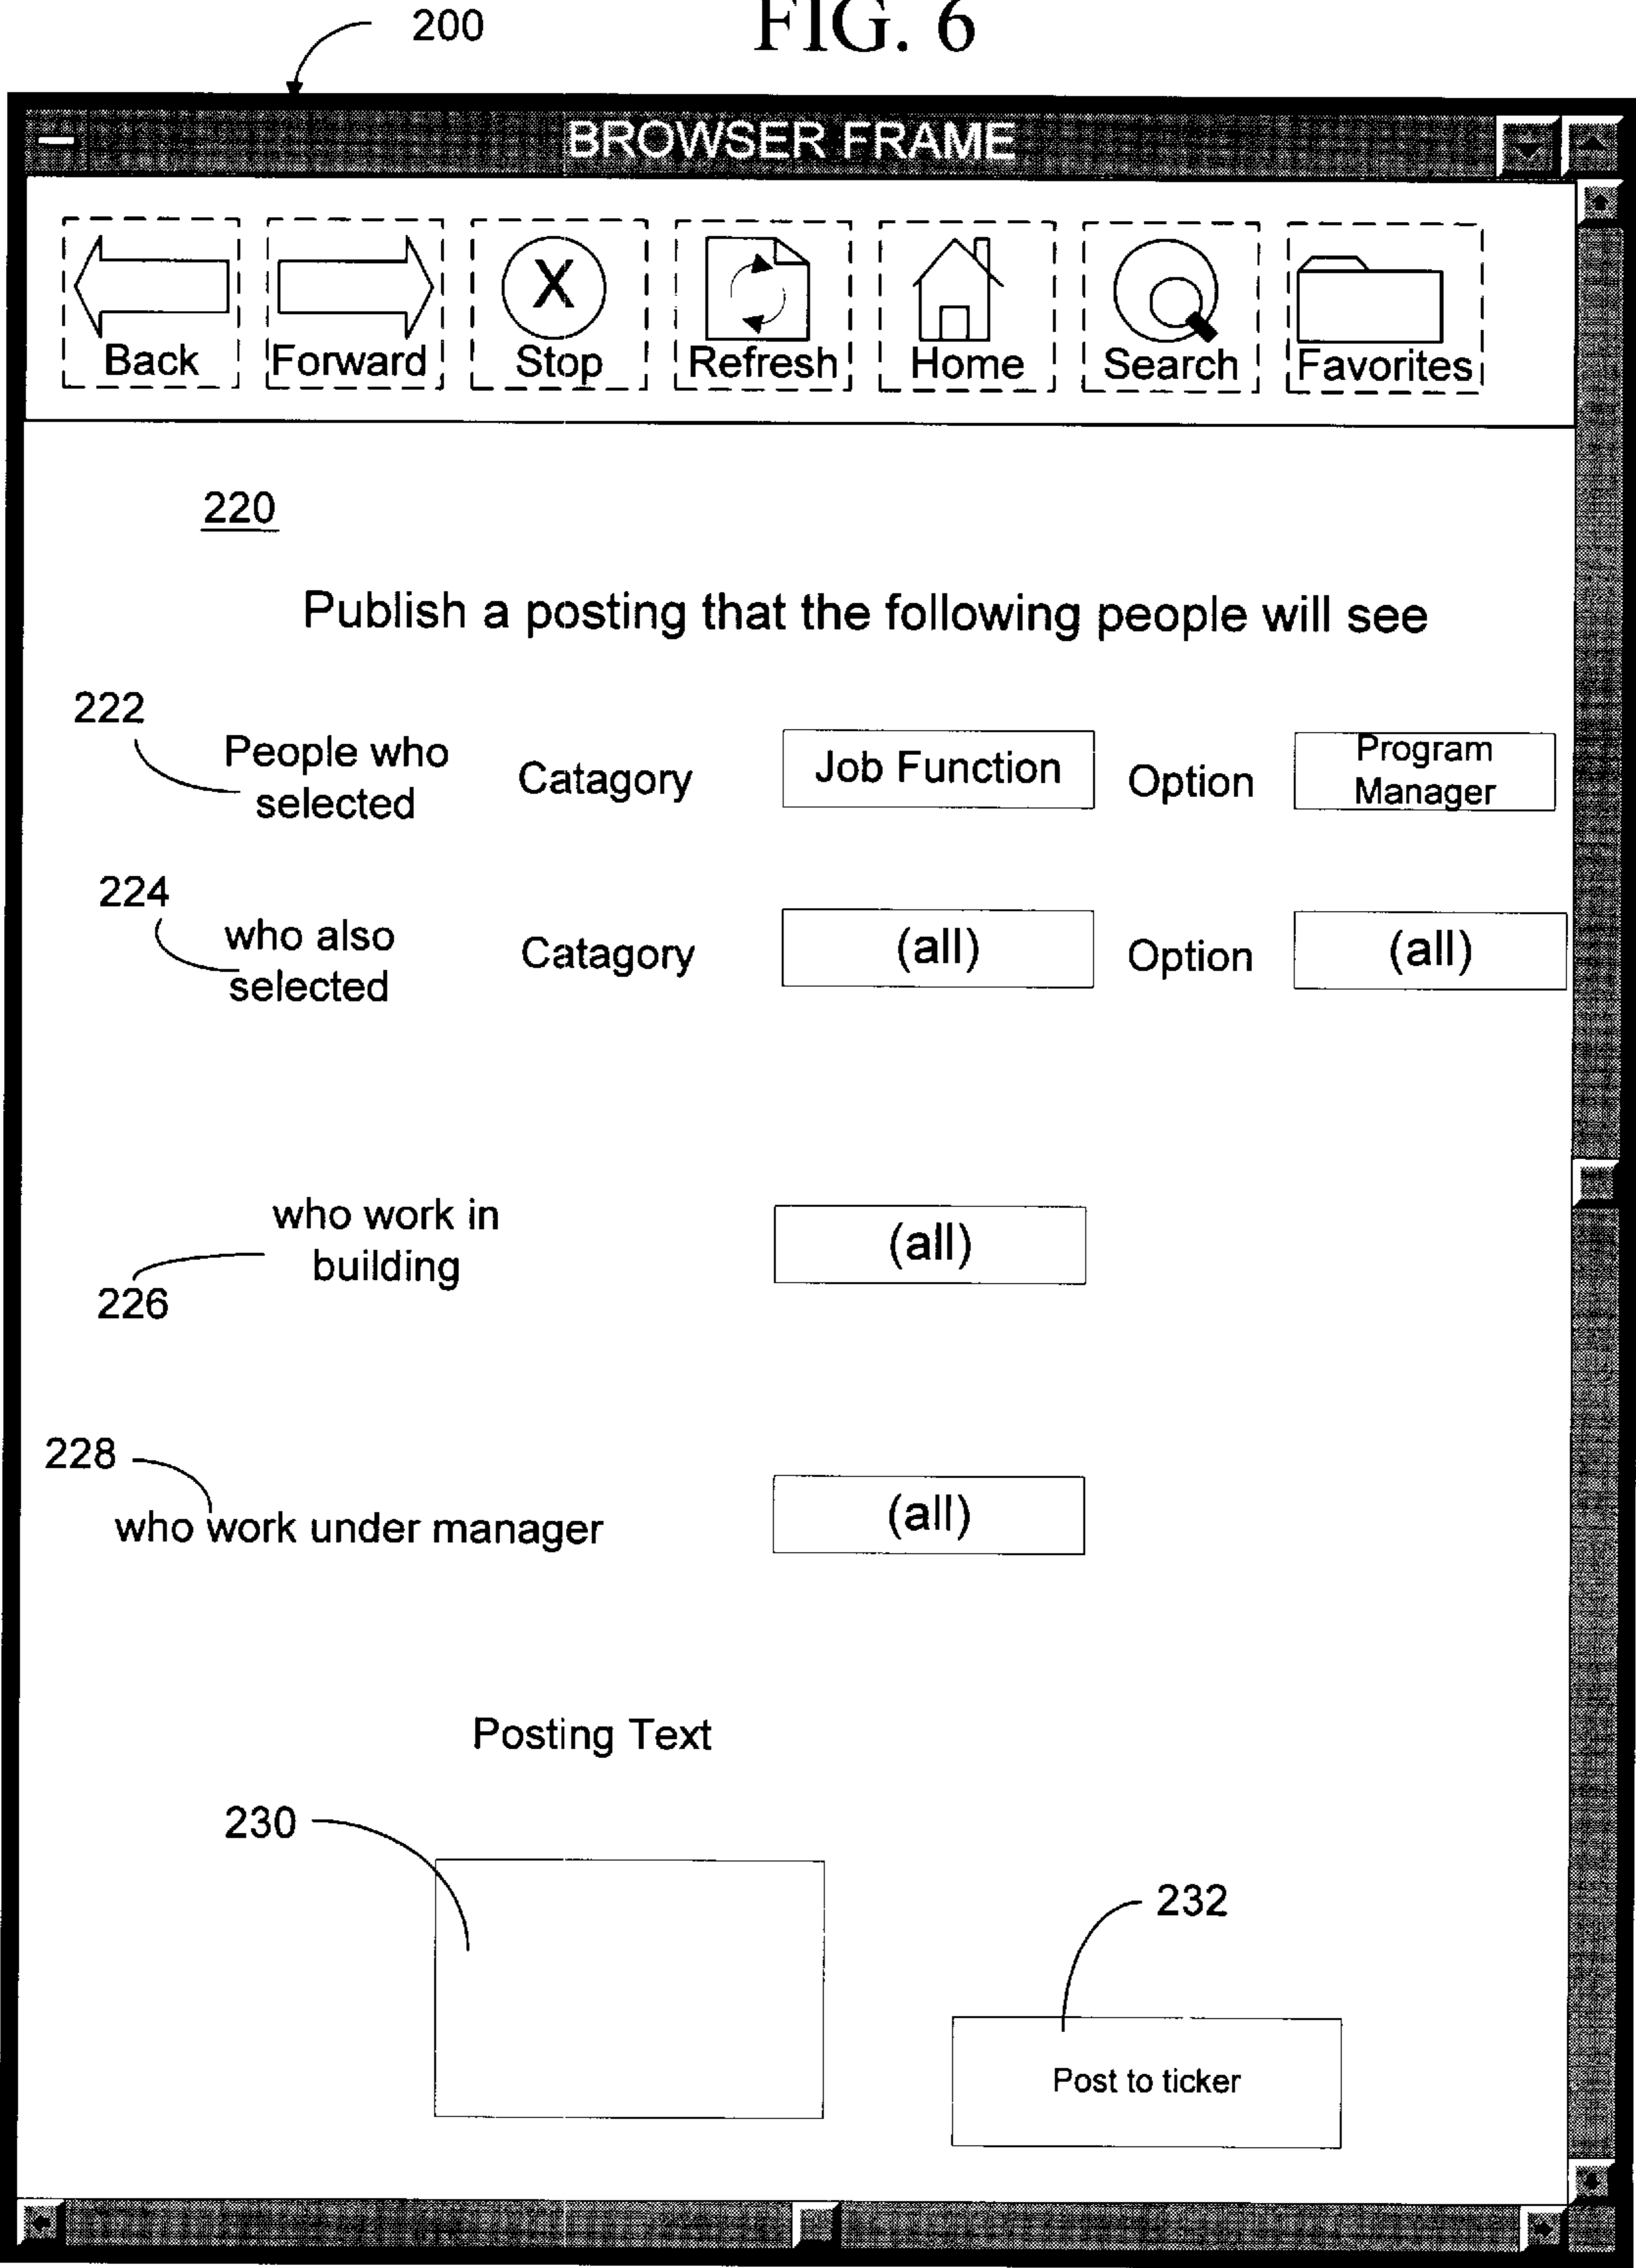 200
FIG. 6
BROWSER FRAME
X
Back Forward Stop Refresh Home Search Favorites
220
Publish a posting that the following people will see
222
People who
selected
Catagory
Job Function
Option
Program
Manager
224
who also
selected
Catagory
(all)
Option
(all)
who work in
building
(all)
226
228
who work under manager
(all)
Posting Text
230
232
Post to ticker